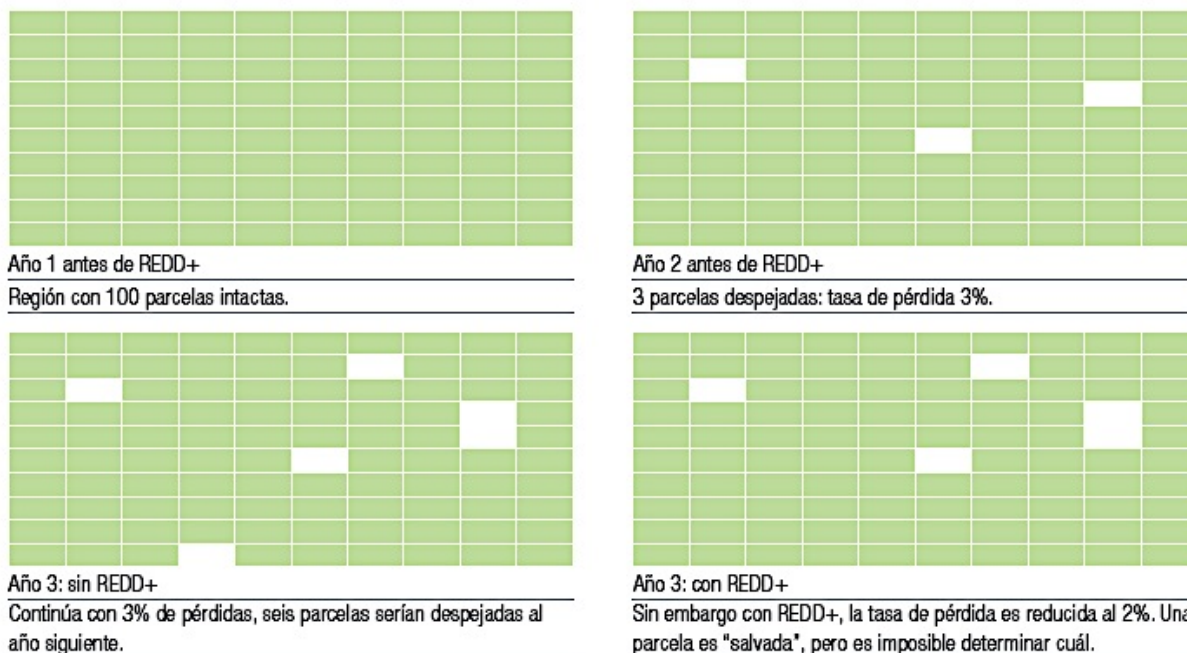 Año 1 antes de REDD+
Región con 100 parcelas intactas.
Año 2 antes de REDD+
3 parcelas despejadas: tasa de pérdida 3%.
Año 3: sin REDD+
Continúa con 3% de pérdidas, seis parcelas serían despejadas al
año siguiente.
Año 3: con REDD+
Sin embargo con REDD+, la tasa de pérdida es reducida al 2%. Una
parcela es "salvada", pero es imposible determinar cuál.